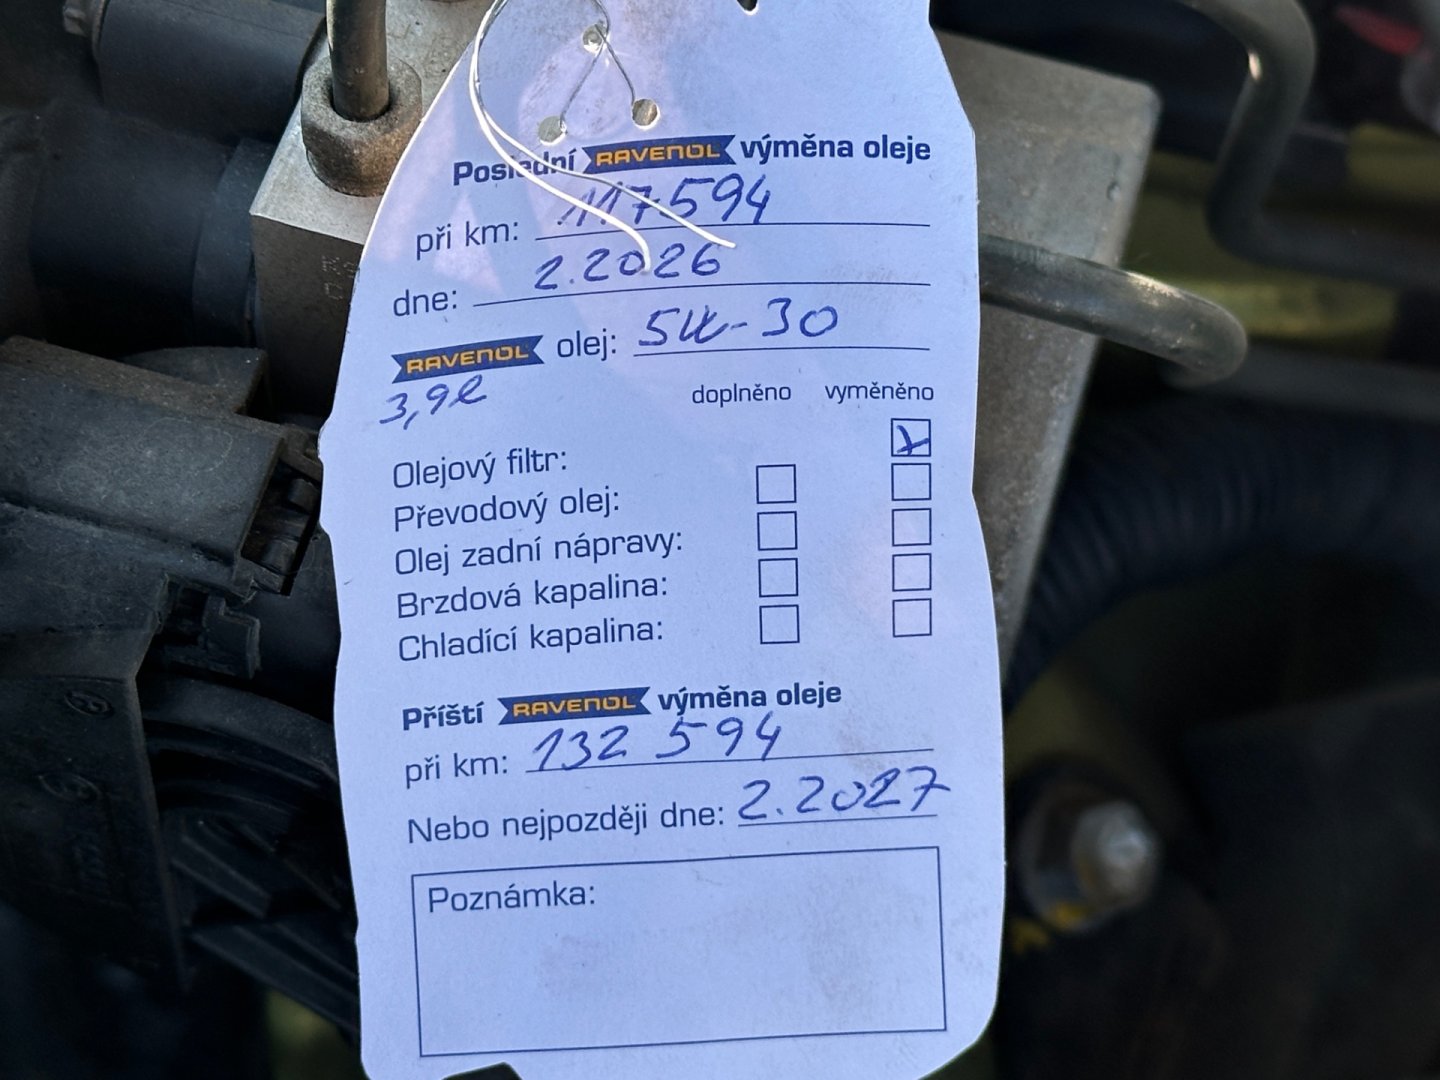 Poslední RAVENOL výměna oleje
při km: 117594
dne: 2.2026
RAVENOL olej: 5W-30
3,9l
doplněno vyměněno
Olejový filtr:
Převodový olej:
Olej zadní nápravy:
Brzdová kapalina:
Chladící kapalina:
Příští RAVENOL výměna oleje
při km: 132 594
Nebo nejpozději dne: 2.2027
Poznámka: